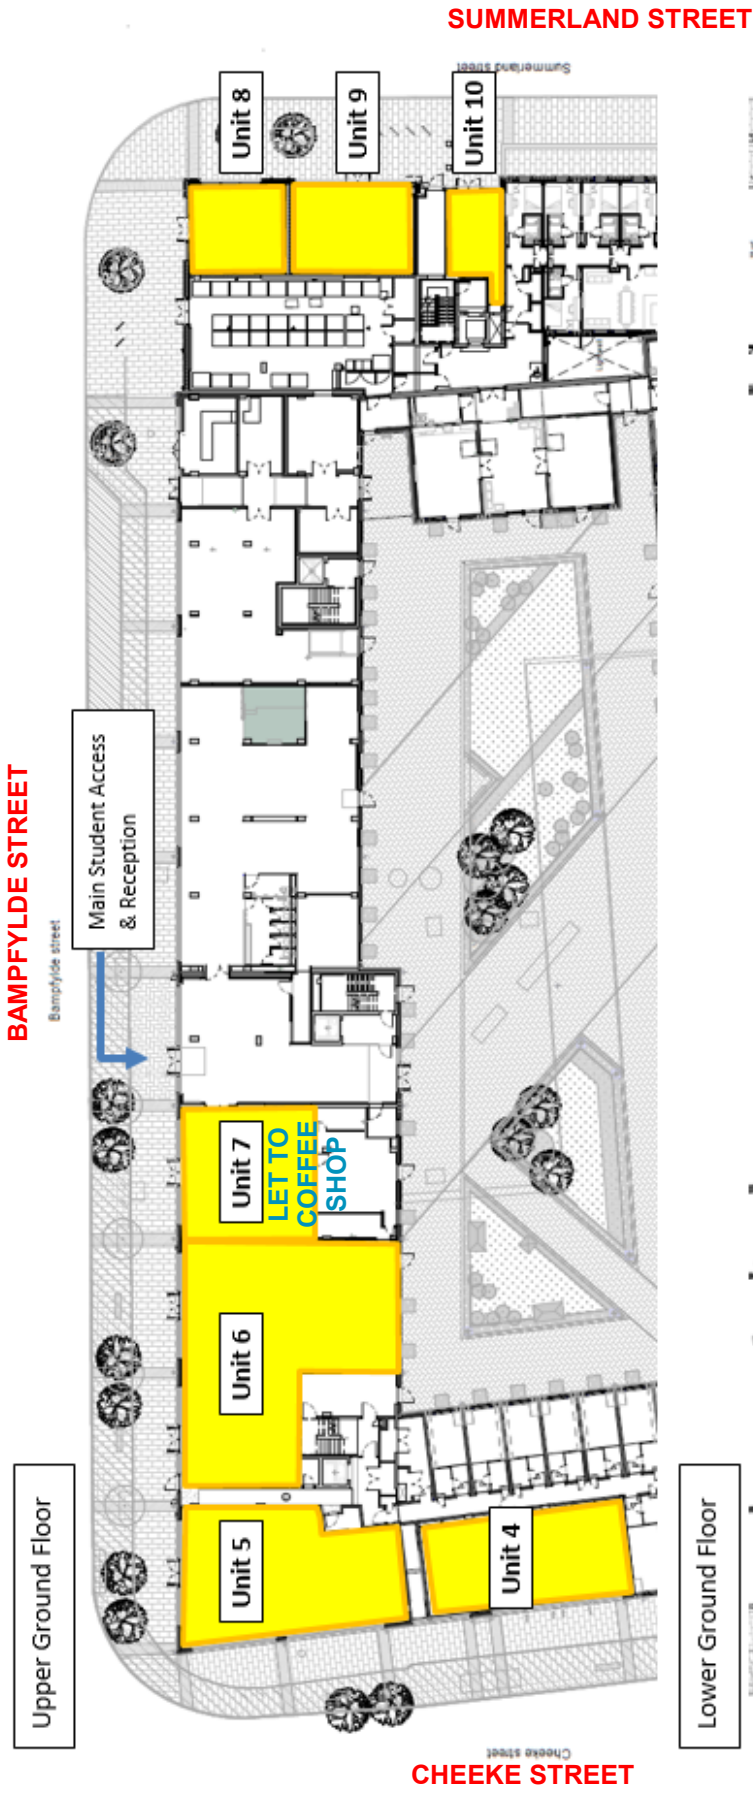 SUMMERLAND STREET
Summerland street
Unit 8
Unit 9
Unit 10
BAMPFYLDE STREET
Bampfylde street
Main Student Access
& Reception
Unit 7
LET TO
COFFEE
SHOP
Unit 6
Unit 5
Unit 4
Upper Ground Floor
Lower Ground Floor
Cheeke street
CHEEKE STREET